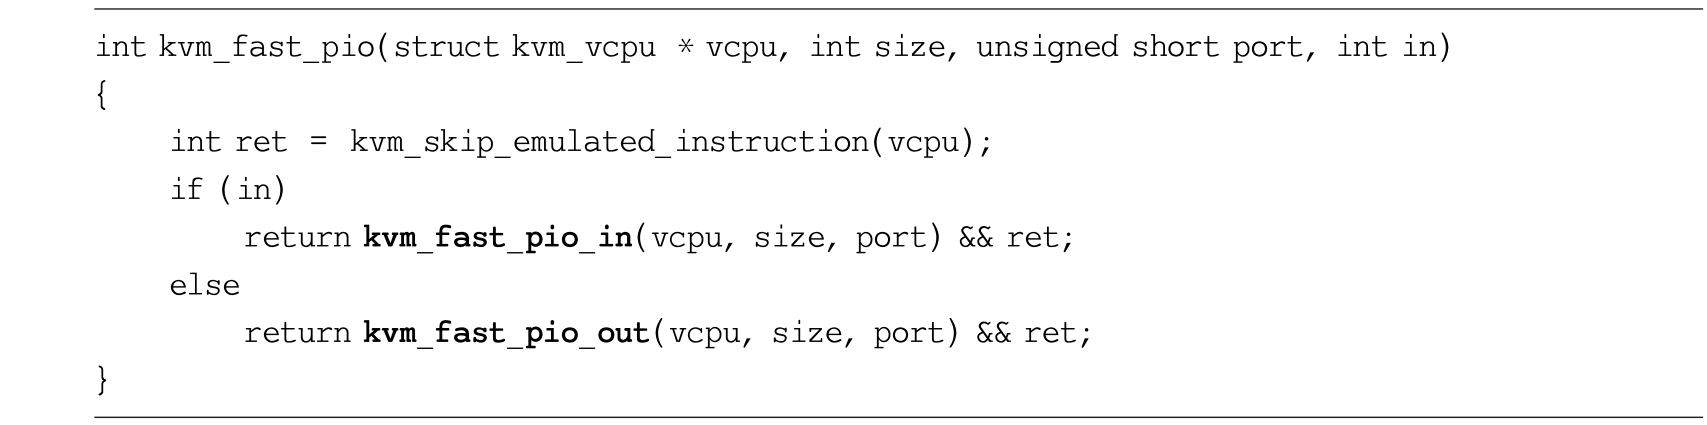 int kvm_fast_pio(struct kvm_vcpu * vcpu, int size, unsigned short port, int in)
{
int ret = kvm_skip_emulated_instruction(vcpu);
if (in)
return kvm_fast_pio_in(vcpu, size, port) && ret;
else
return kvm_fast_pio_out(vcpu, size, port) && ret;
}